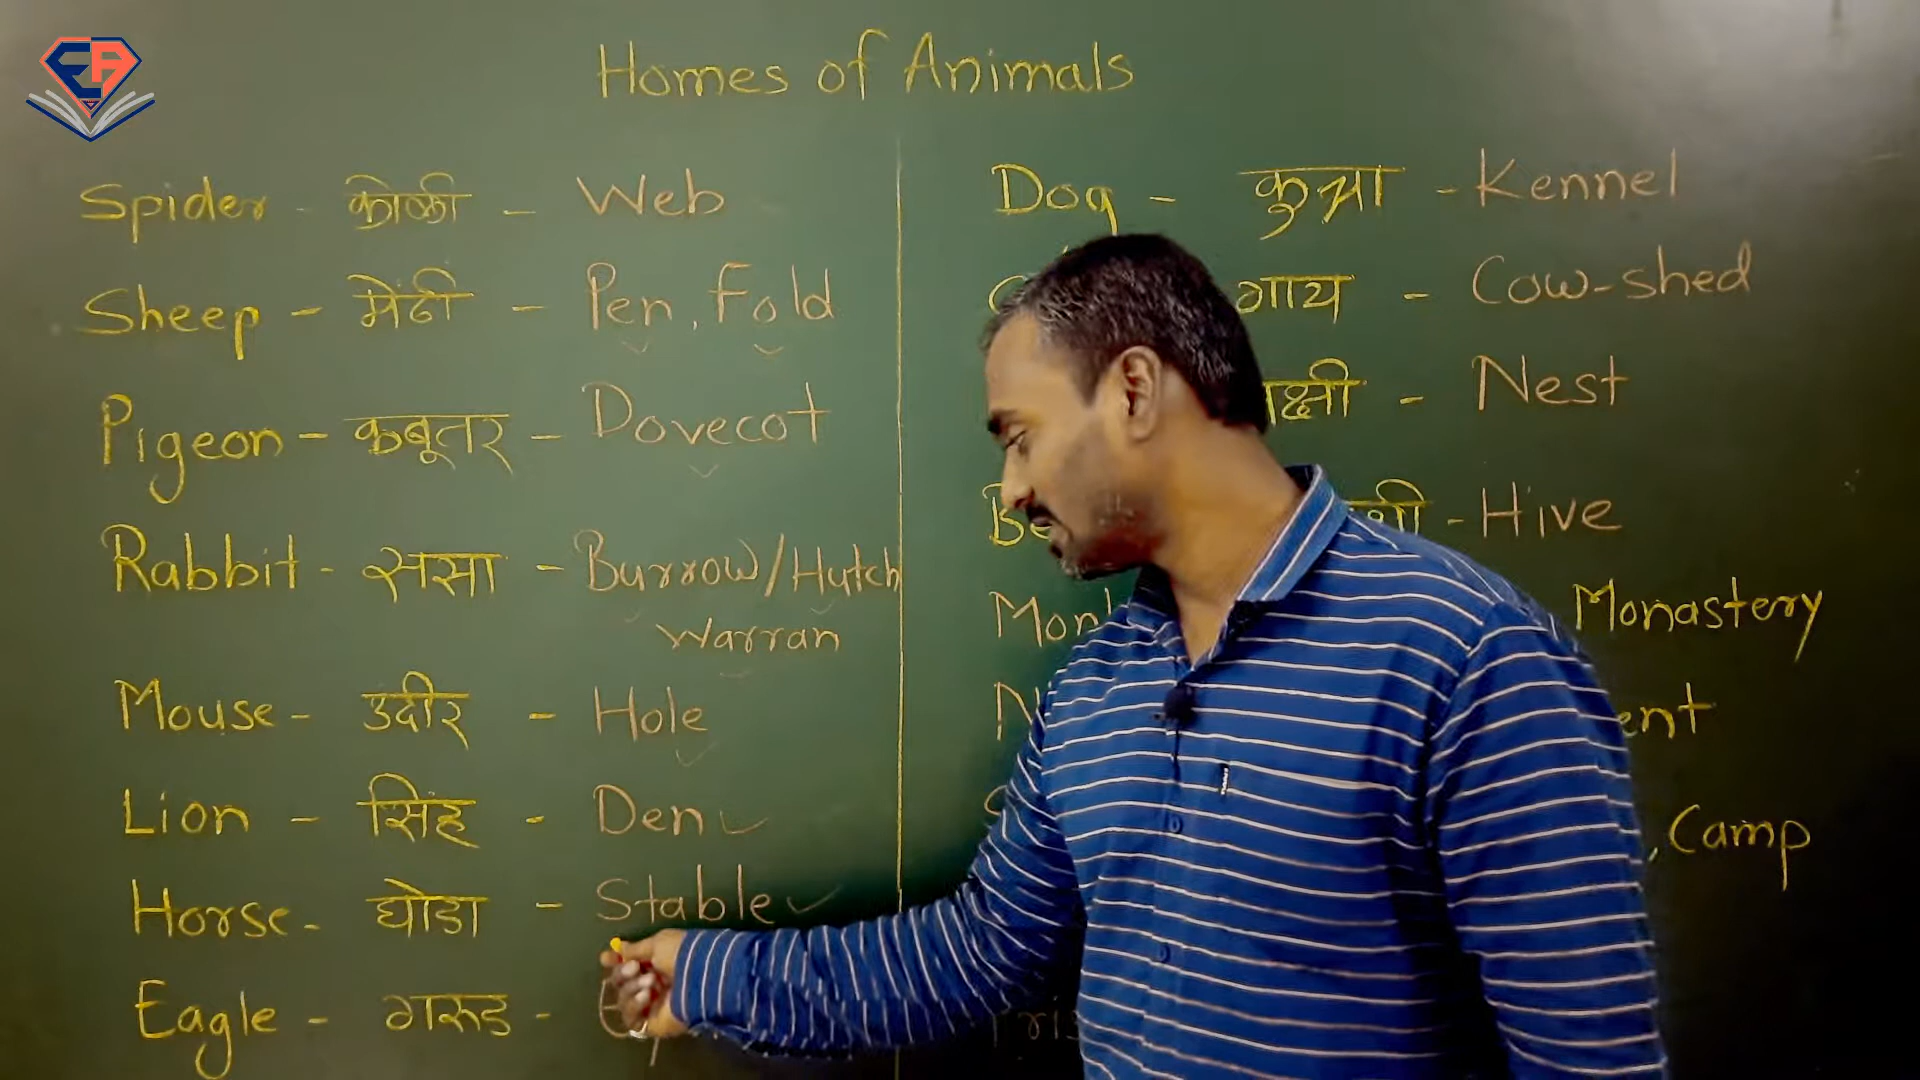 EA
Homes of Animals
Spider - कोळी - Web
Sheep - मेंढी - Pen, Fold
Pigeon - कबूतर - Dovecot
Rabbit - ससा - Burrow/Hutch
Warran
Mouse - उंदीर - Hole
Lion - सिंह - Den
Horse - घोडा - Stable
Eagle - गरुड -
Dog - कुत्रा - Kennel
गाय - Cow-shed
- Nest
- Hive
Monastery
, Camp